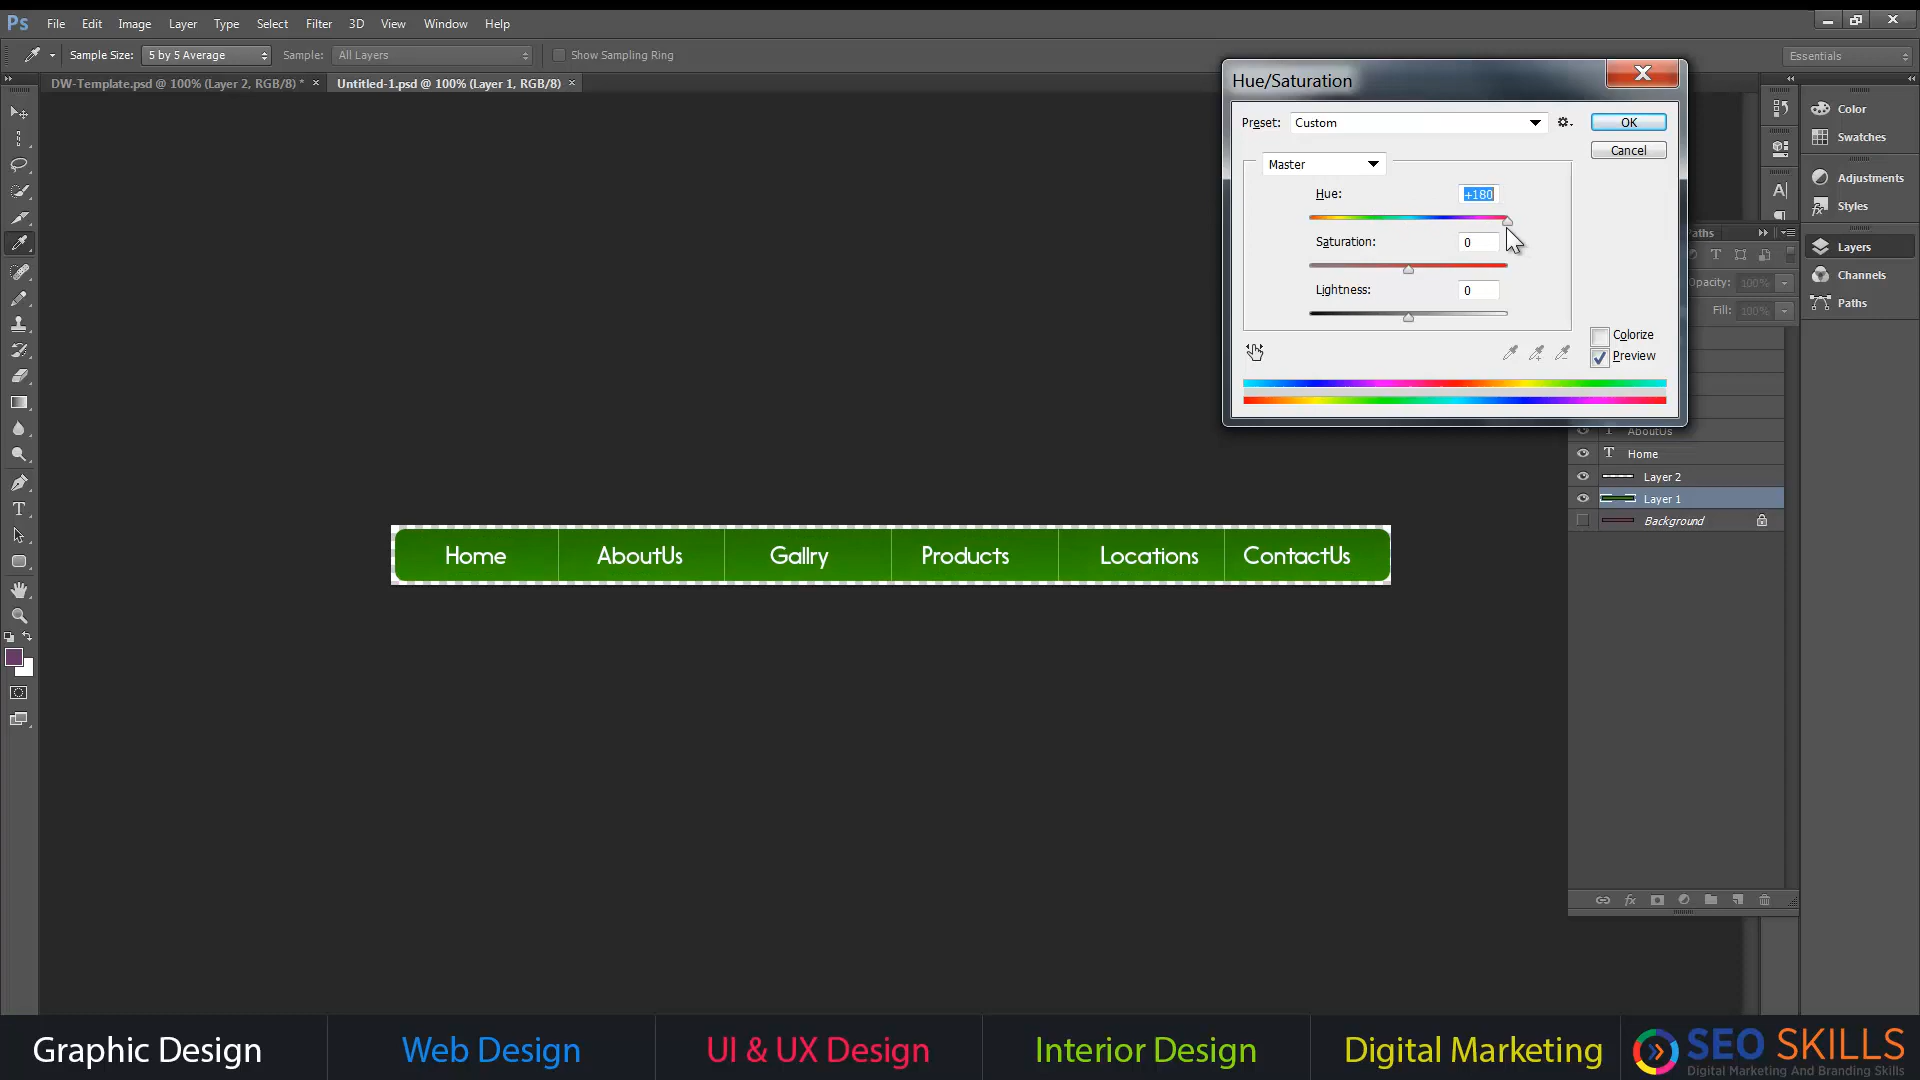 Ps File Edit Image Layer Type Select Filter 3D View Window Help
Sample Size: 5 by 5 Average Sample: All Layers Show Sampling Ring Essentials
DW-Template.psd @ 100% (Layer 2, RGB/8) * × Untitled-1.psd @ 100% (Layer 1, RGB/8) ×
Hue/Saturation
Preset: Custom OK
Cancel
Master
Hue: +180
Saturation: 0
Lightness: 0
Colorize
Preview
Color
Swatches
Adjustments
Styles
Layers
Channels
Paths
Paths
Opacity: 100%
Fill: 100%
AboutUs
Home
Layer 2
Layer 1
Background
Home AboutUs Gallry Products Locations ContactUs
Graphic Design Web Design UI & UX Design Interior Design Digital Marketing SEO SKILLS
Digital Marketing And Branding Skills